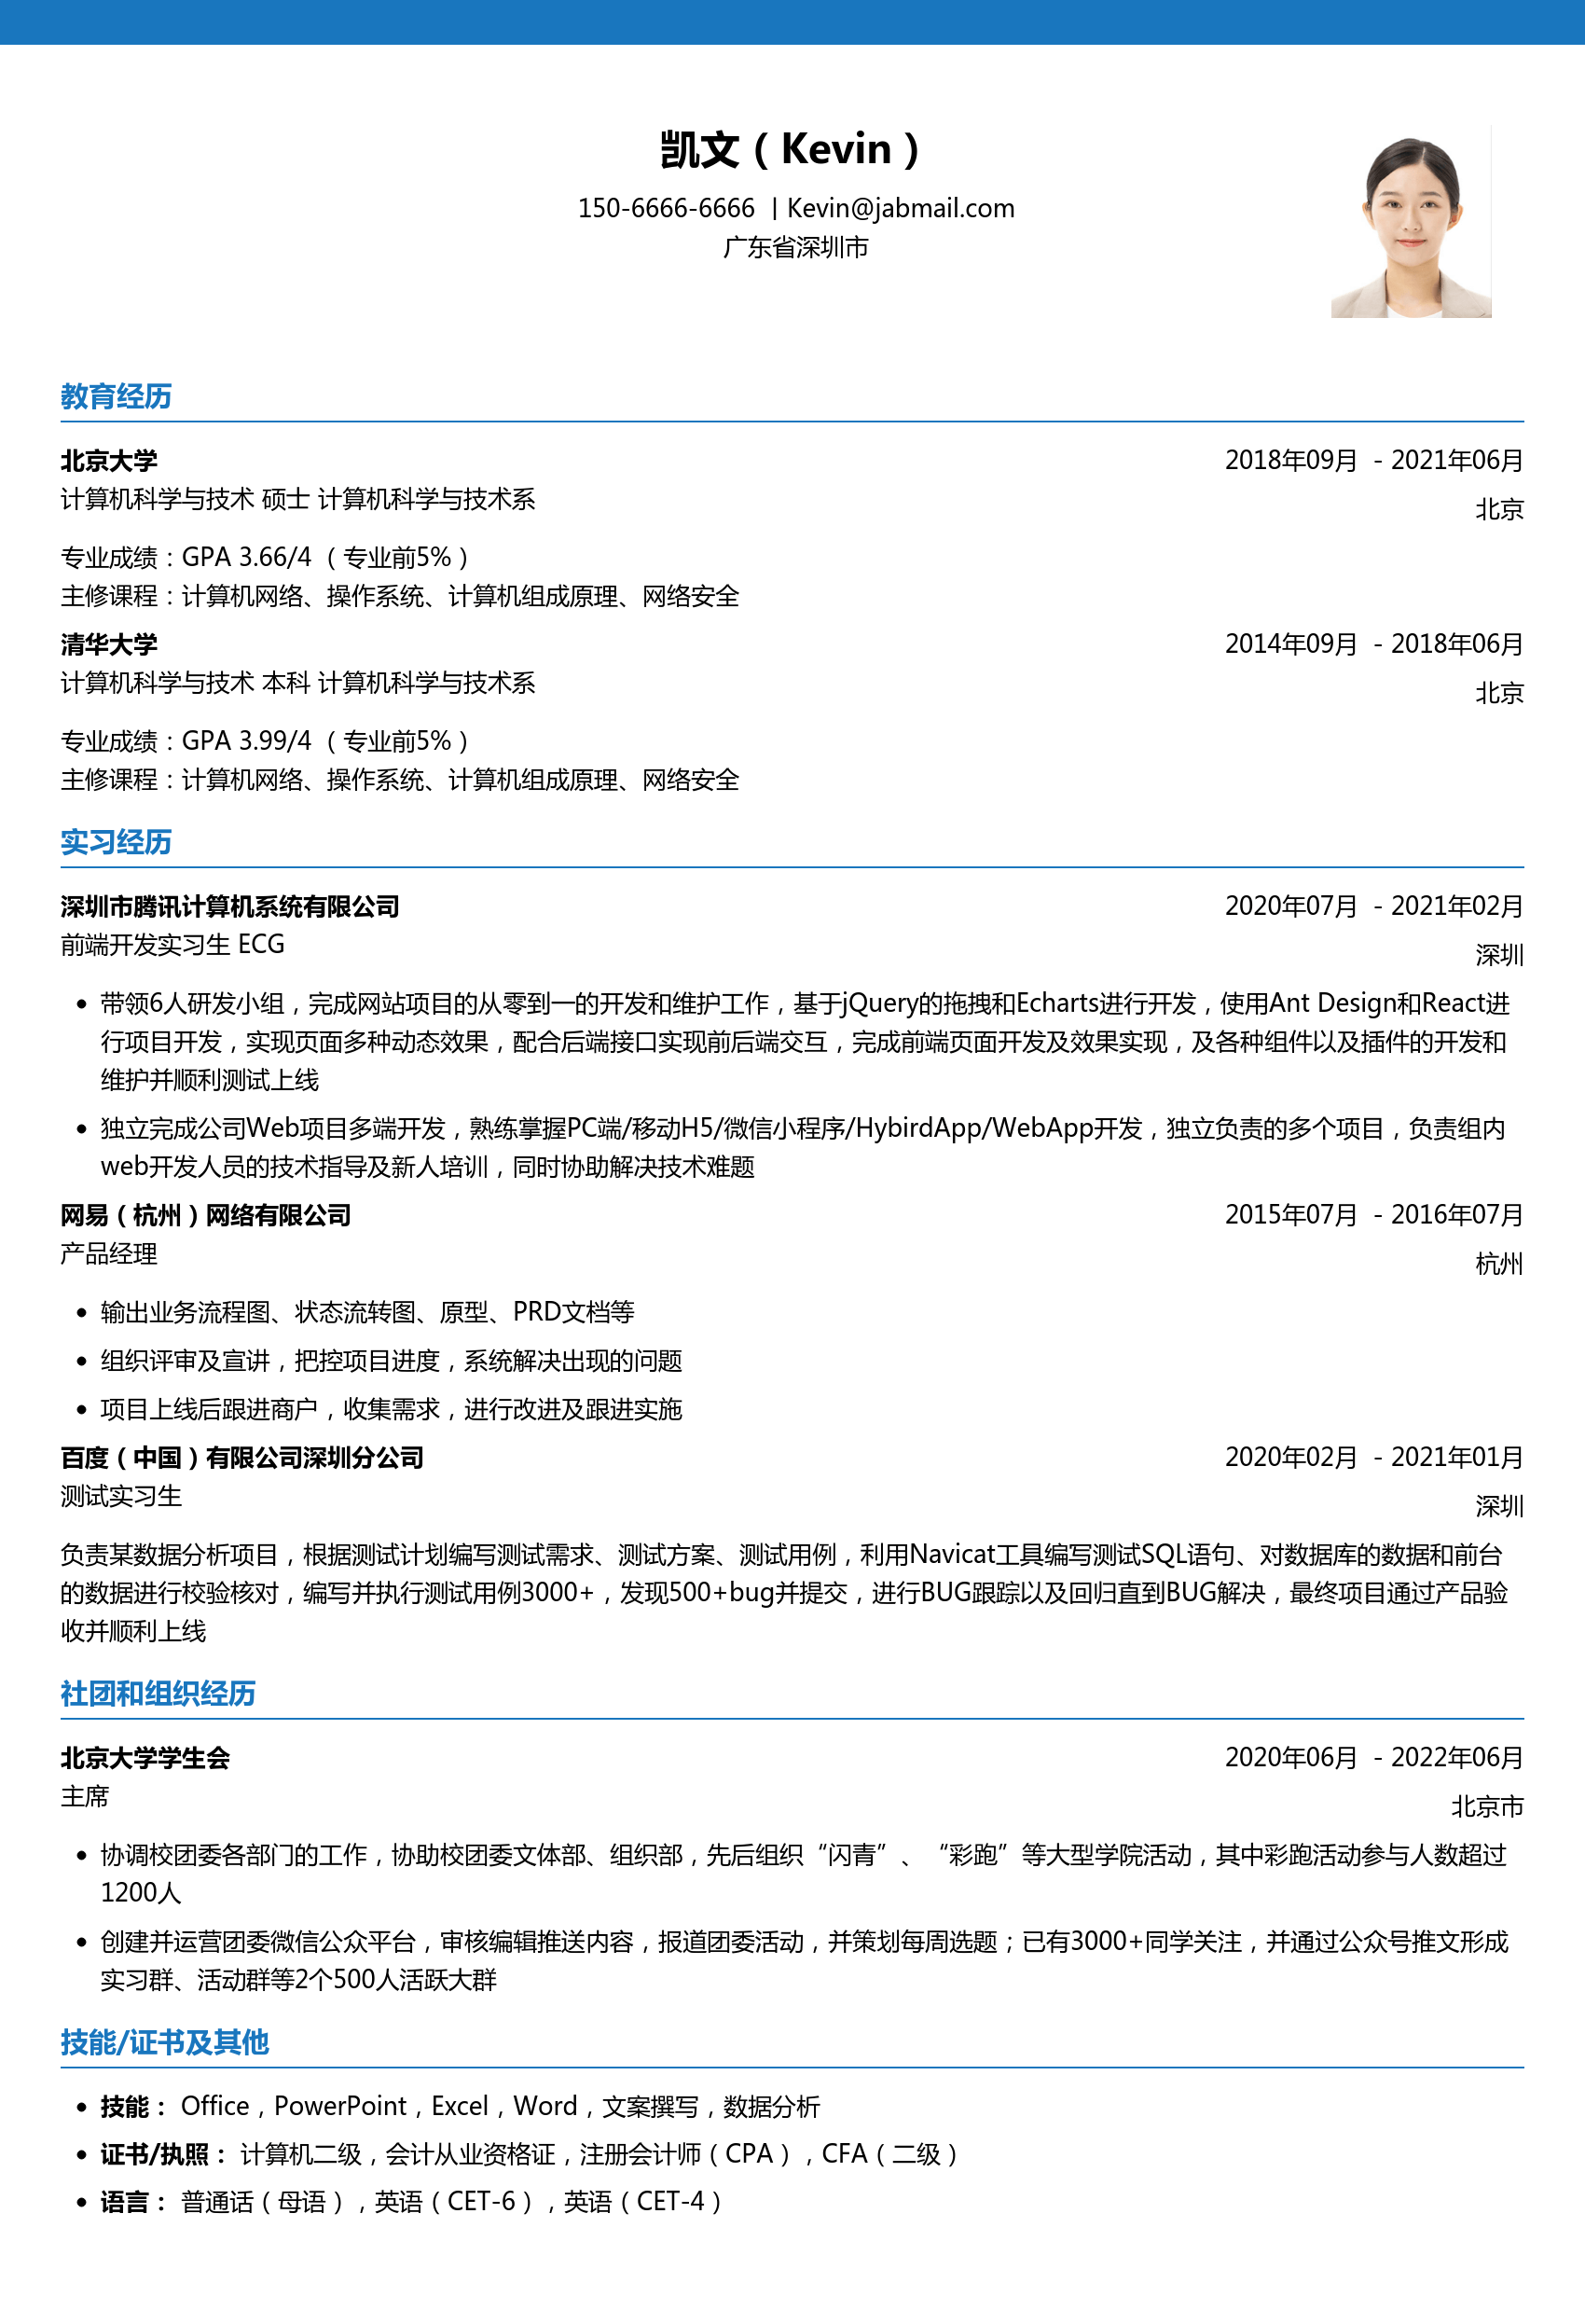 凯文（Kevin）
150-6666-6666 | Kevin@jabmail.com
广东省深圳市
教育经历
北京大学 2018年09月 - 2021年06月
计算机科学与技术 硕士 计算机科学与技术系 北京
专业成绩：GPA 3.66/4 （专业前5%）
主修课程：计算机网络、操作系统、计算机组成原理、网络安全
清华大学 2014年09月 - 2018年06月
计算机科学与技术 本科 计算机科学与技术系 北京
专业成绩：GPA 3.99/4 （专业前5%）
主修课程：计算机网络、操作系统、计算机组成原理、网络安全
实习经历
深圳市腾讯计算机系统有限公司 2020年07月 - 2021年02月
前端开发实习生 ECG 深圳
• 带领6人研发小组，完成网站项目的从零到一的开发和维护工作，基于jQuery的拖拽和Echarts进行开发，使用Ant Design和React进
行项目开发，实现页面多种动态效果，配合后端接口实现前后端交互，完成前端页面开发及效果实现，及各种组件以及插件的开发和
维护并顺利测试上线
• 独立完成公司Web项目多端开发，熟练掌握PC端/移动H5/微信小程序/HybirdApp/WebApp开发，独立负责的多个项目，负责组内
web开发人员的技术指导及新人培训，同时协助解决技术难题
网易（杭州）网络有限公司 2015年07月 - 2016年07月
产品经理 杭州
• 输出业务流程图、状态流转图、原型、PRD文档等
• 组织评审及宣讲，把控项目进度，系统解决出现的问题
• 项目上线后跟进商户，收集需求，进行改进及跟进实施
百度（中国）有限公司深圳分公司 2020年02月 - 2021年01月
测试实习生 深圳
负责某数据分析项目，根据测试计划编写测试需求、测试方案、测试用例，利用Navicat工具编写测试SQL语句、对数据库的数据和前台
的数据进行校验核对，编写并执行测试用例3000+，发现500+bug并提交，进行BUG跟踪以及回归直到BUG解决，最终项目通过产品验
收并顺利上线
社团和组织经历
北京大学学生会 2020年06月 - 2022年06月
主席 北京市
• 协调校团委各部门的工作，协助校团委文体部、组织部，先后组织“闪青”、“彩跑”等大型学院活动，其中彩跑活动参与人数超过
1200人
• 创建并运营团委微信公众平台，审核编辑推送内容，报道团委活动，并策划每周选题；已有3000+同学关注，并通过公众号推文形成
实习群、活动群等2个500人活跃大群
技能/证书及其他
• 技能： Office，PowerPoint，Excel，Word，文案撰写，数据分析
• 证书/执照： 计算机二级，会计从业资格证，注册会计师（CPA），CFA（二级）
• 语言： 普通话（母语），英语（CET-6），英语（CET-4）